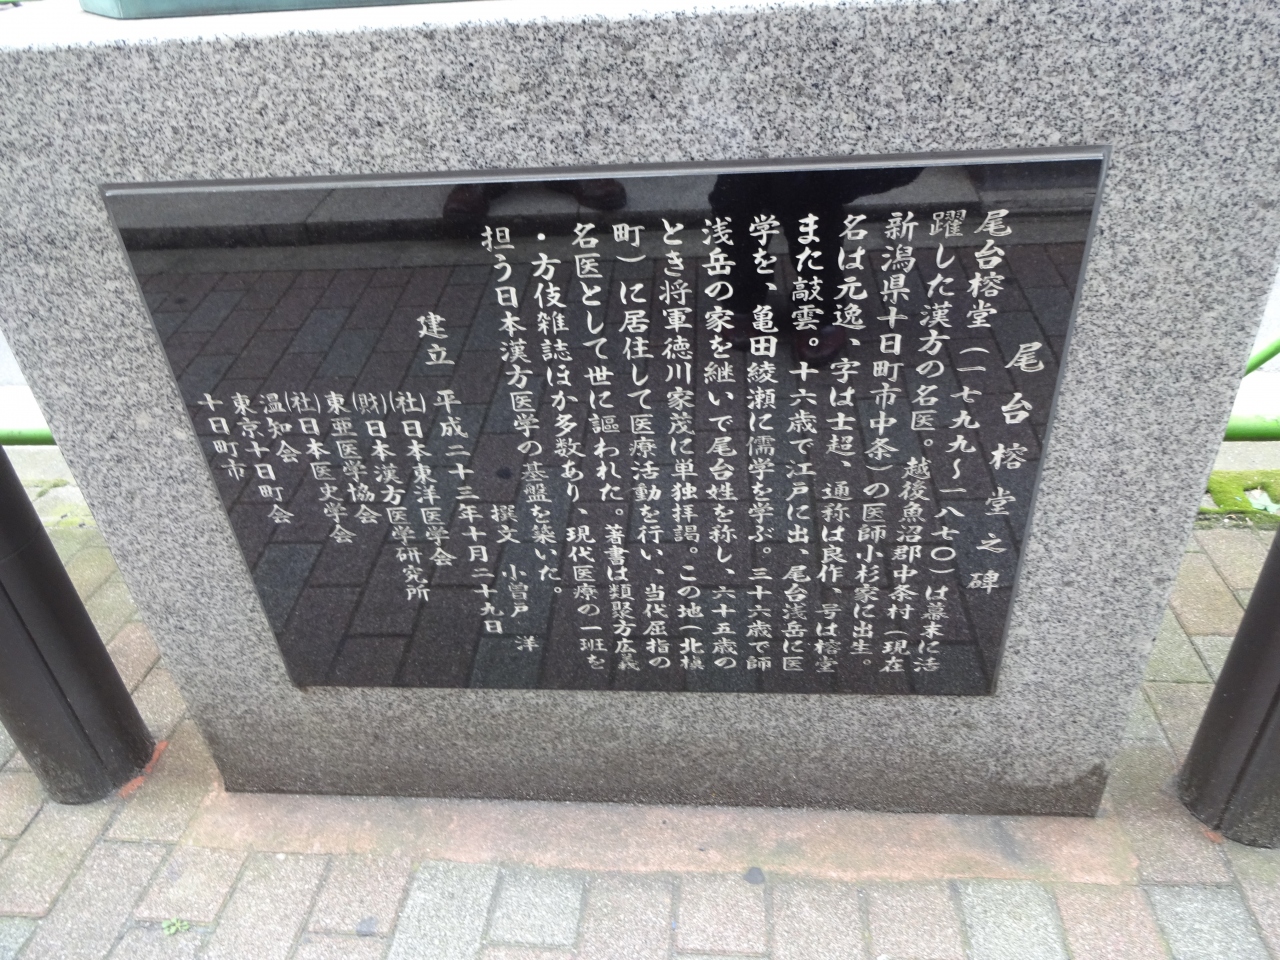 尾台榕堂之碑
尾台榕堂（一七九九〜一八七〇）は幕末に活
躍した漢方の名医。越後魚沼郡中条村（現在
新潟県十日町市中条）の医師小杉家に出生。
名は元逸、字は士超、通称は良作、号は榕堂
また敲雲。十六歳で江戸に出、尾台浅岳に医
学を、亀田綾瀬に儒学を学ぶ。三十六歳で師
浅岳の家を継いで尾台姓を称し、六十五歳の
とき将軍徳川家茂に単独拝謁。この地（北槇
町）に居住して医療活動を行い、当代屈指の
名医として世に謳われた。著書は類聚方広義
・方伎雑誌ほか多数あり、現代医療の一班を
担う日本漢方医学の基盤を築いた。
撰文　小曽戸　洋
建立　平成二十三年十月二十九日
（社）日本東洋医学会
（財）日本漢方医学研究所
東亜医学協会
（社）日本医史学会
温知会
東京十日町会
十日町市